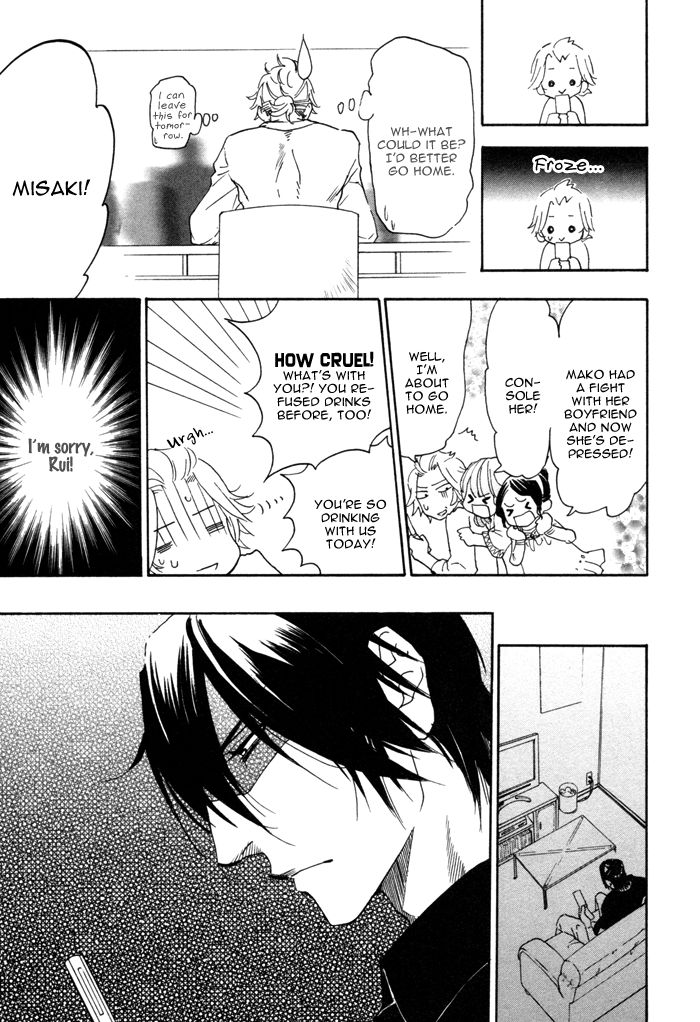 Froze...
WH-WHAT
COULD IT BE?
I'D BETTER
GO HOME.
I can
leave
this for
tomor-
row.
MISAKI!
MAKO HAD
A FIGHT
WITH HER
BOYFRIEND
AND NOW
SHE'S DE-
PRESSED!
CON-
SOLE
HER!
WELL,
I'M
ABOUT
TO GO
HOME.
HOW CRUEL!
WHAT'S WITH
YOU?! YOU RE-
FUSED DRINKS
BEFORE, TOO!
YOU'RE SO
DRINKING
WITH US
TODAY!
Urgh...
I'm sorry,
Rui!